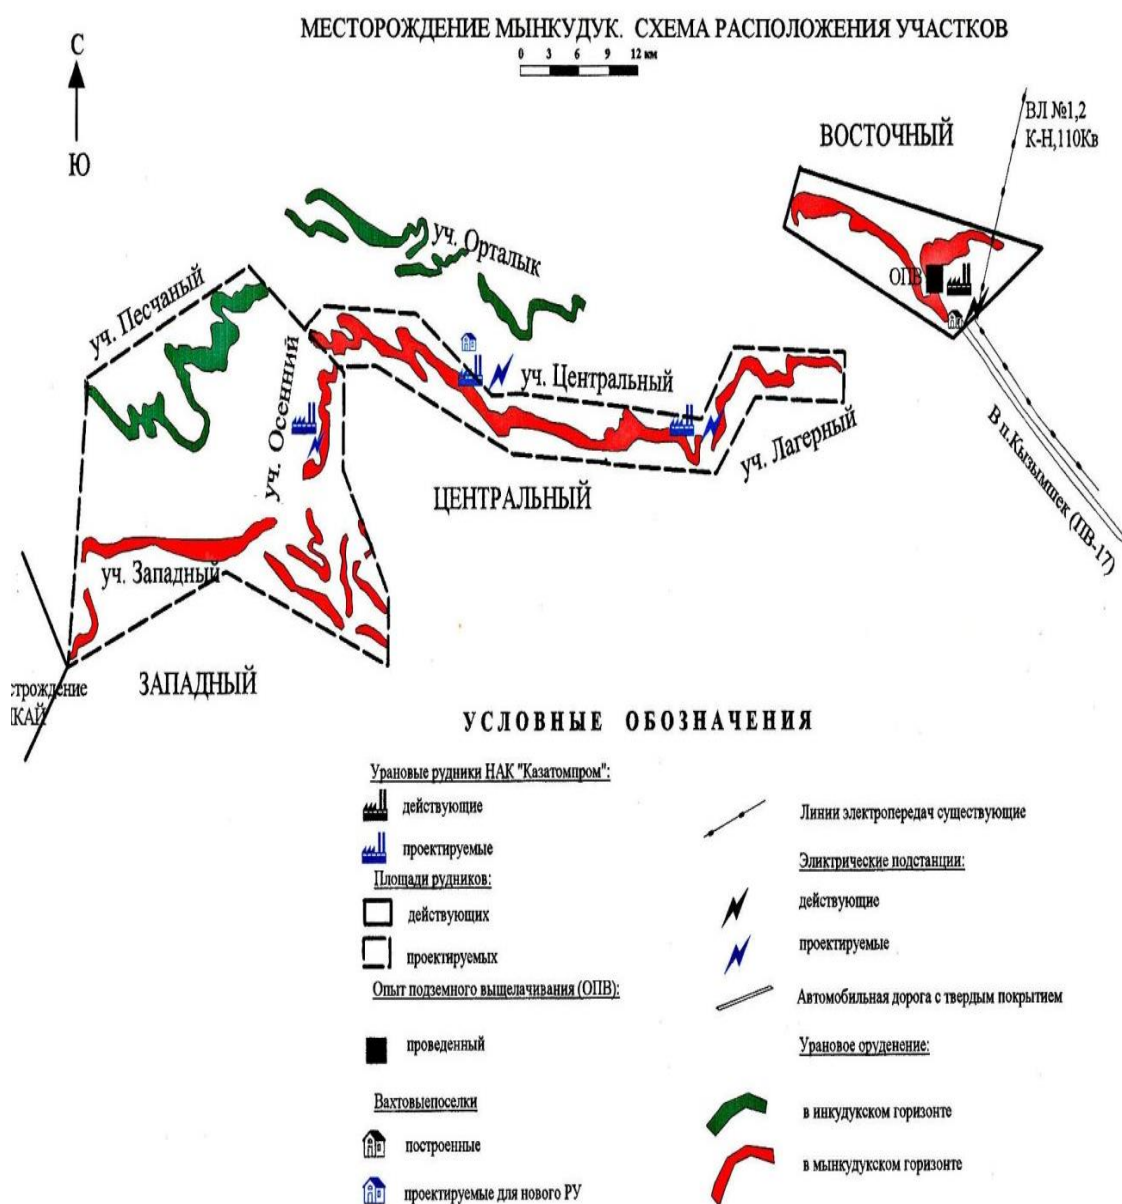 МЕСТОРОЖДЕНИЕ МЫНКУДУК. СХЕМА РАСПОЛОЖЕНИЯ УЧАСТКОВ
0 3 6 9 12 км
С
Ю
ВОСТОЧНЫЙ
ВЛ №1,2
К-Н,110Кв
ОПВ
В п.Кызымшек (ПВ-17)
уч. Орталык
уч. Песчаный
уч. Осенний
уч. Центральный
уч. Лагерный
ЦЕНТРАЛЬНЫЙ
уч. Западный
ЗАПАДНЫЙ
строждение
КАЙ
УСЛОВНЫЕ ОБОЗНАЧЕНИЯ
Урановые рудники НАК "Казатомпром":
действующие
проектируемые
Площади рудников:
действующих
проектируемых
Опыт подземного выщелачивания (ОПВ):
проведенный
Вахтовыепоселки
построенные
проектируемые для нового РУ
Линии электропередач существующие
Эликтрические подстанции:
действующие
проектируемые
Автомобильная дорога с твердым покрытием
Урановое оруденение:
в инкудукском горизонте
в мынкудукском горизонте